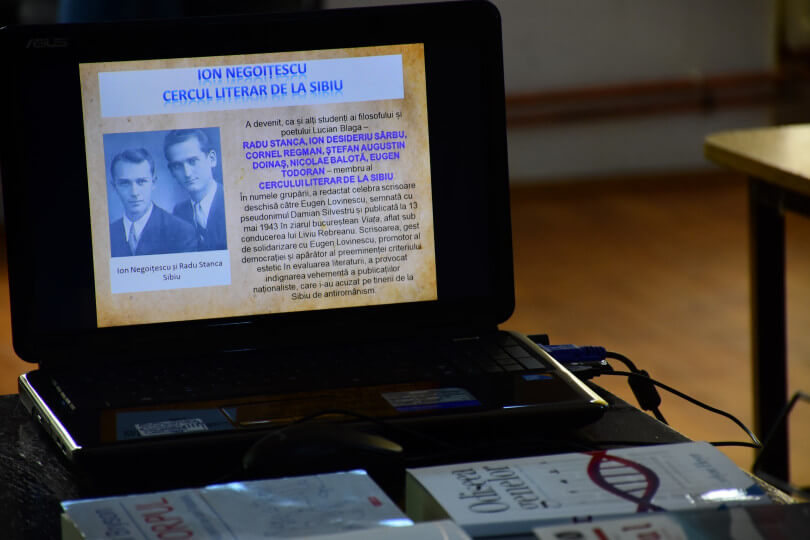 ASUS
ION NEGOIȚESCU
CERCUL LITERAR DE LA SIBIU
A devenit, ca și alți studenți ai filosofului și
poetului Lucian Blaga –
RADU STANCA, ION DESIDERIU SÂRBU,
CORNEL REGMAN, ȘTEFAN AUGUSTIN
DOINAȘ, NICOLAE BALOTĂ, EUGEN
TODORAN – membru al
CERCULUI LITERAR DE LA SIBIU.
În numele grupării, a redactat celebra scrisoare
deschisă către Eugen Lovinescu, semnată cu
pseudonimul Damian Silvestru și publicată la 13
mai 1943 în ziarul bucureștean Viața, aflat sub
conducerea lui Liviu Rebreanu. Scrisoarea, gest
de solidarizare cu Eugen Lovinescu, promotor al
democrației și apărător al preeminenței criteriului
estetic în evaluarea literaturii, a provocat
indignarea vehementă a publicațiilor
naționaliste, care i-au acuzat pe tinerii de la
Sibiu de antiromânism.
Ion Negoițescu și Radu Stanca
Sibiu
Odiseea
genelor
Bryson
CORPUL